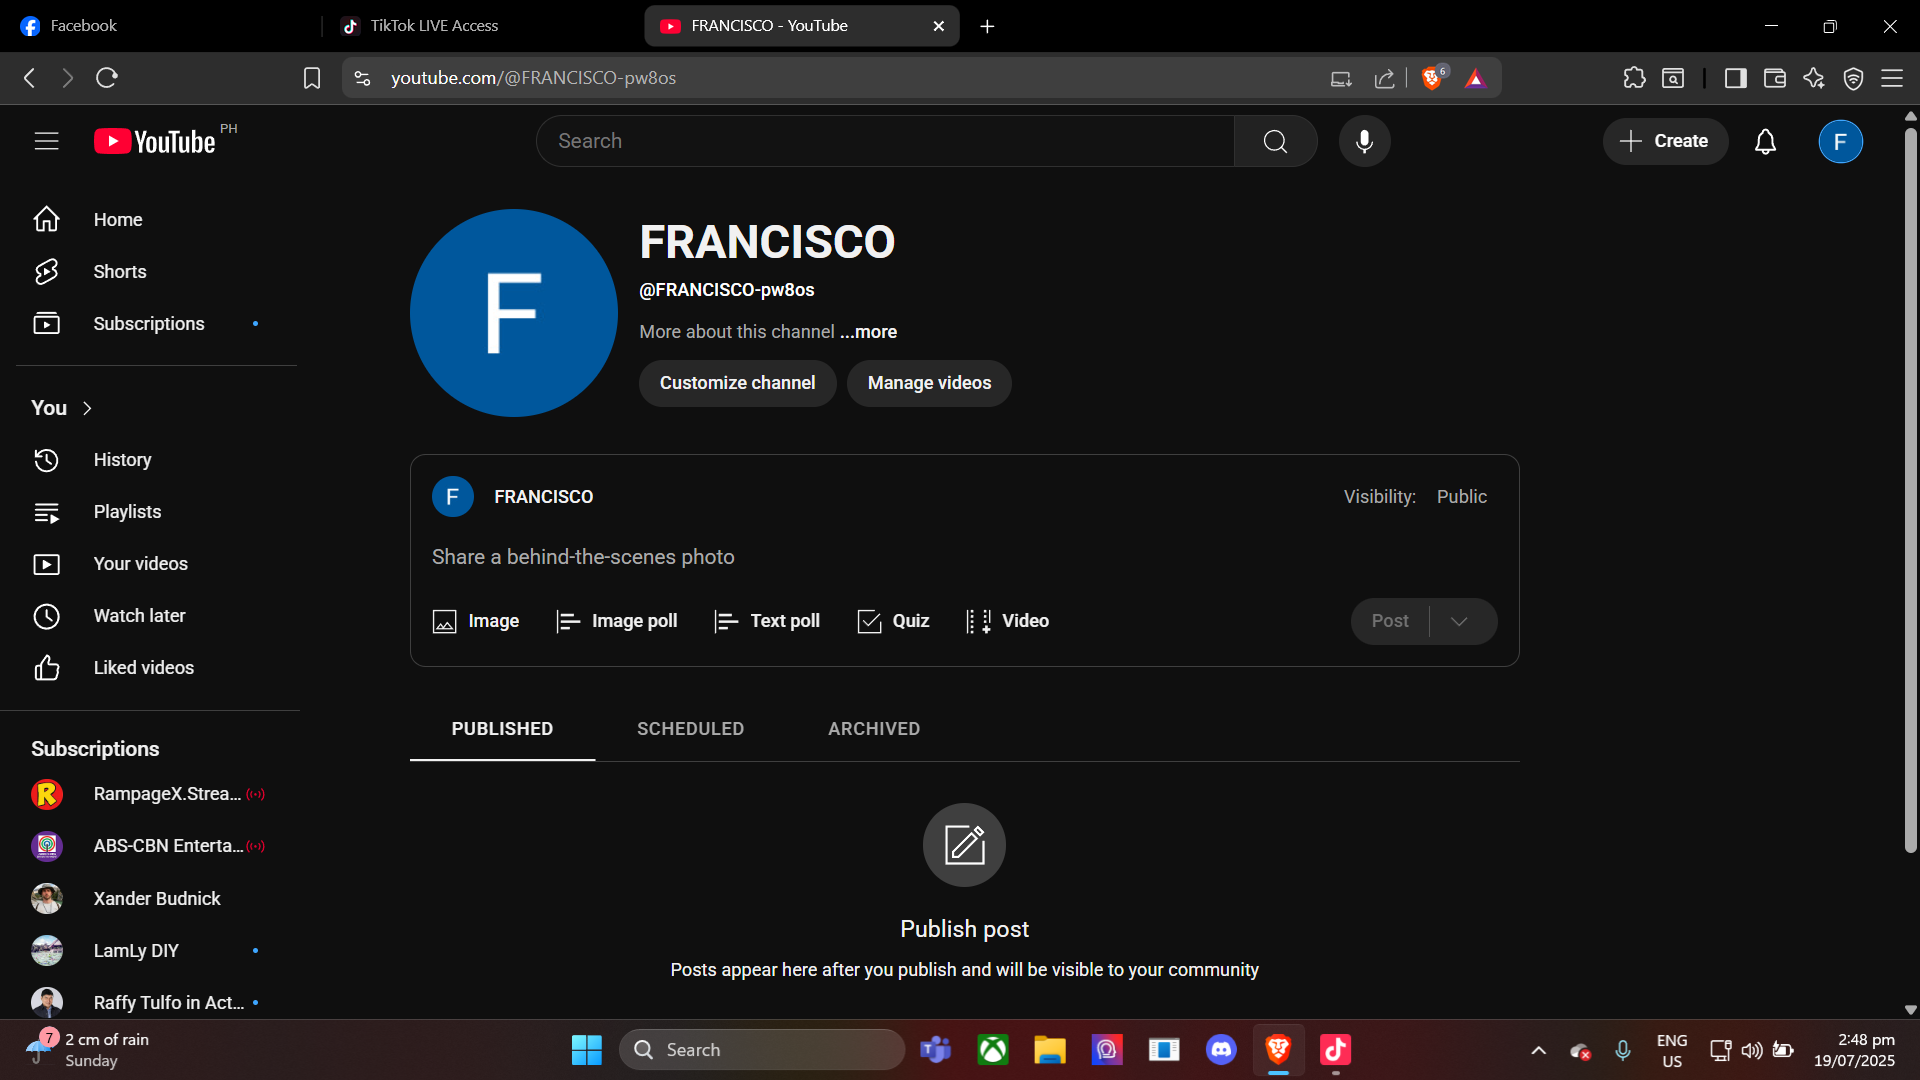 Facebook
TikTok LIVE Access
FRANCISCO - YouTube
youtube.com/@FRANCISCO-pw8os
6
YouTube PH
Search
Create
F
Home
Shorts
Subscriptions
You
History
Playlists
Your videos
Watch later
Liked videos
Subscriptions
RampageX.Strea...
ABS-CBN Enterta...
Xander Budnick
LamLy DIY
Raffy Tulfo in Act...
F
FRANCISCO
@FRANCISCO-pw8os
More about this channel ...more
Customize channel
Manage videos
F
FRANCISCO
Visibility: Public
Share a behind-the-scenes photo
Image
Image poll
Text poll
Quiz
Video
Post
PUBLISHED
SCHEDULED
ARCHIVED
Publish post
Posts appear here after you publish and will be visible to your community
7
2 cm of rain
Sunday
Search
ENG
US
2:48 pm
19/07/2025